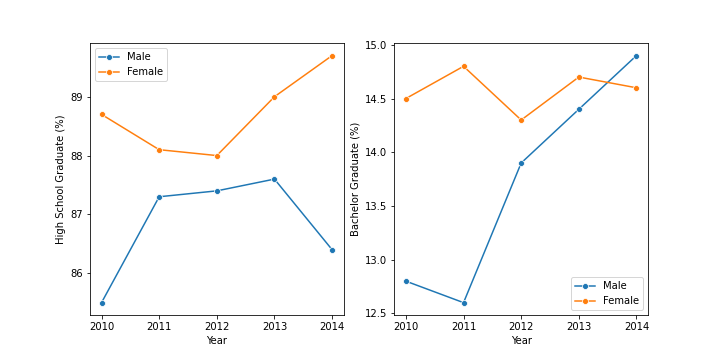 Male
Female
89
88
87
86
High School Graduate (%)
2010 2011 2012 2013 2014
Year
15.0
14.5
14.0
13.5
13.0
12.5
Bachelor Graduate (%)
Male
Female
2010 2011 2012 2013 2014
Year